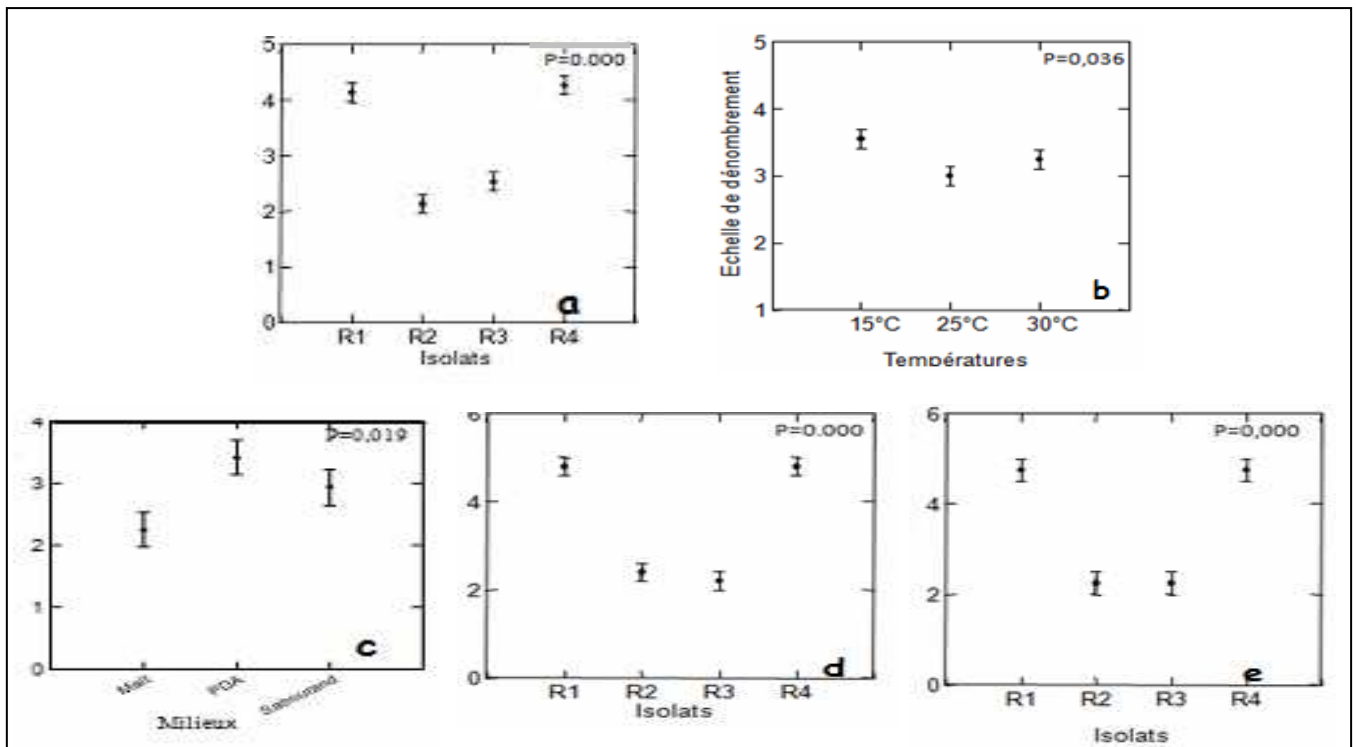 5
4
3
2
1
0
P=0.000
a
R1 R2 R3 R4
Isolats
Echelle de dénombrement
5
4
3
2
1
P=0,036
b
15°C 25°C 30°C
Températures
4
3
2
1
0
P=0,019
c
Malt PDA Sabouraud
Milieux
6
4
2
0
P=0.000
d
R1 R2 R3 R4
Isolats
6
4
2
0
P=0,000
e
R1 R2 R3 R4
Isolats